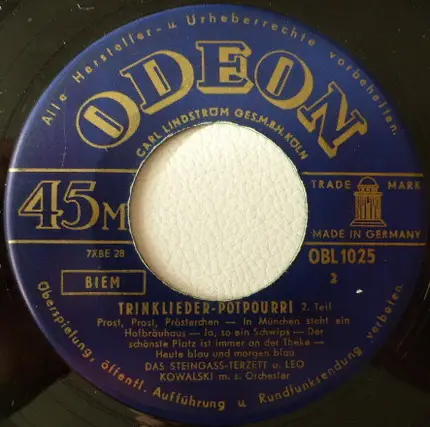 Alle Hersteller- u. Urheberrechte vorbehalten.
ODEON
CARL LINDSTRÖM GES.M.B.H. KÖLN
45M
TRADE MARK
7XBE 28
MADE IN GERMANY
BIEM
OBL 1025
2
TRINKLIEDER-POTPOURRI 2. Teil
Prost, Prost, Prösterchen — In München steht ein
Hofbräuhaus — Ja, so ein Schwips — Der
schönste Platz ist immer an der Theke —
Heute blau und morgen blau
DAS STEINGASS-TERZETT u. LEO
KOWALSKI m. s. Orchester
Überspielung, öffentl. Aufführung u. Rundfunksendung verboten.